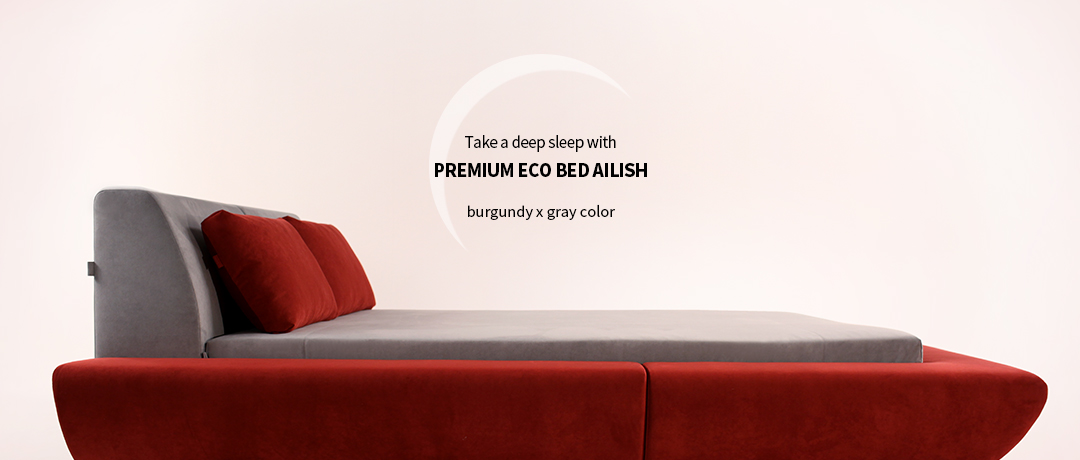 Take a deep sleep with
PREMIUM ECO BED AILISH
burgundy x gray color